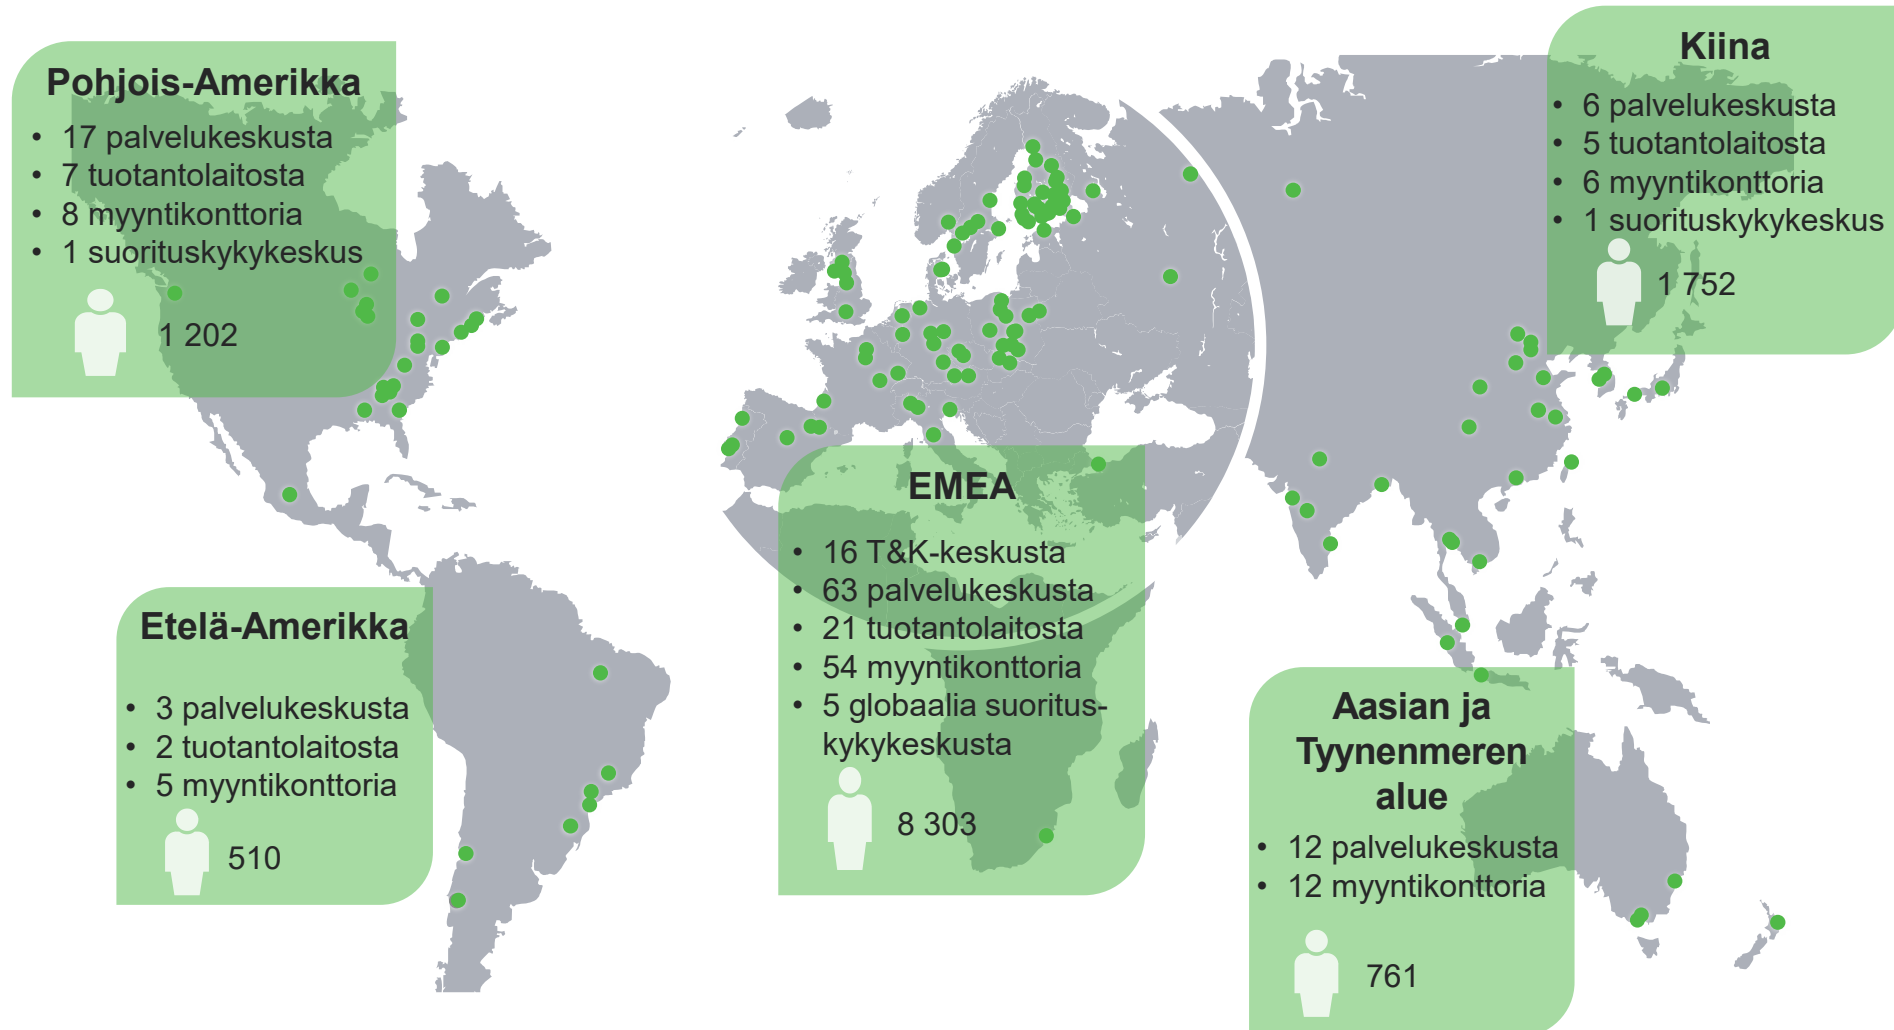 Pohjois-Amerikka
• 17 palvelukeskusta
• 7 tuotantolaitosta
• 8 myyntikonttoria
• 1 suorituskykykeskus
1 202
Kiina
• 6 palvelukeskusta
• 5 tuotantolaitosta
• 6 myyntikonttoria
• 1 suorituskykykeskus
1 752
EMEA
• 16 T&K-keskusta
• 63 palvelukeskusta
• 21 tuotantolaitosta
• 54 myyntikonttoria
• 5 globaalia suoritus-
kykykeskusta
8 303
Etelä-Amerikka
• 3 palvelukeskusta
• 2 tuotantolaitosta
• 5 myyntikonttoria
510
Aasian ja
Tyynenmeren
alue
• 12 palvelukeskusta
• 12 myyntikonttoria
761